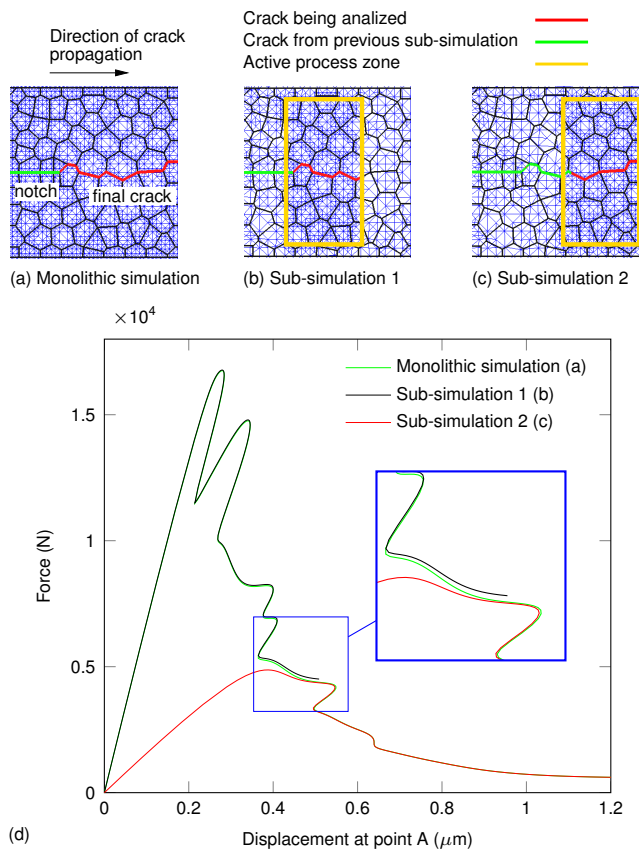 Direction of crack
propagation
Crack being analized
Crack from previous sub-simulation
Active process zone
notch
final crack
(a) Monolithic simulation
(b) Sub-simulation 1
(c) Sub-simulation 2
×10⁴
Monolithic simulation (a)
Sub-simulation 1 (b)
Sub-simulation 2 (c)
1.5
1
0.5
0
Force (N)
0 0.2 0.4 0.6 0.8 1 1.2
Displacement at point A (μm)
(d)